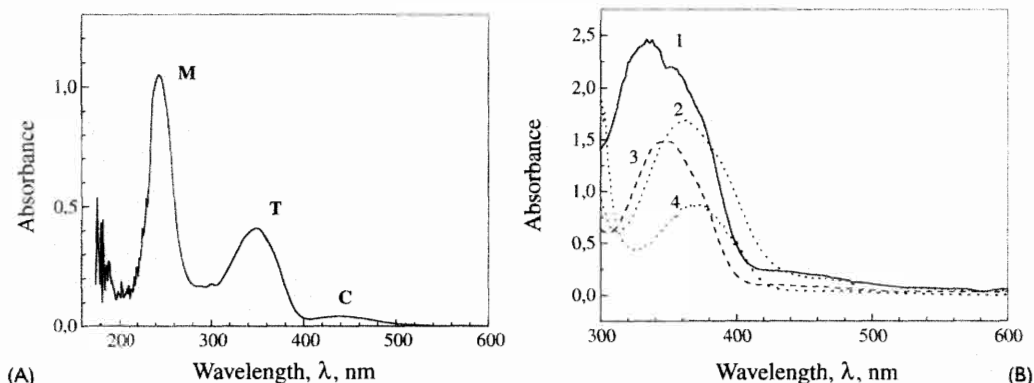 M
T
C
1,0
0,5
0,0
200
300
400
500
600
Absorbance
Wavelength, λ, nm
(A)
1
2
3
4
2,5
2,0
1,5
1,0
0,5
0,0
300
400
500
600
Absorbance
Wavelength, λ, nm
(B)